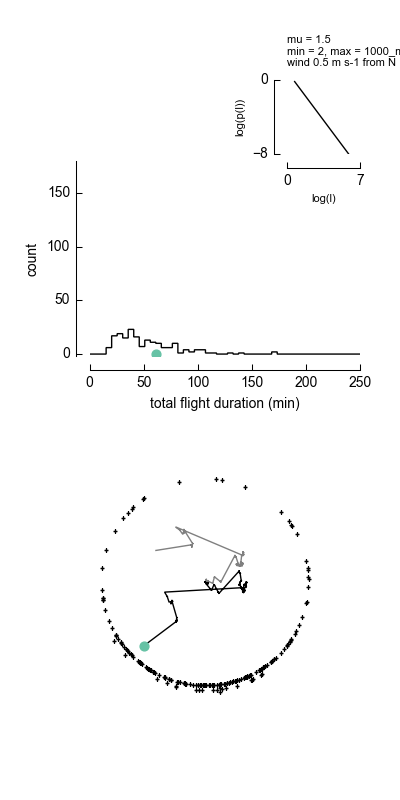 mu = 1.5
min = 2, max = 1000_m
wind 0.5 m s-1 from N
0
log(p(l))
−8
0 7
log(l)
150
100
count
50
0
0 50 100 150 200 250
total flight duration (min)